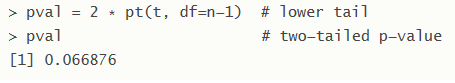 > pval = 2 * pt(t, df=n−1)  # lower tail
> pval                      # two−tailed p−value
[1] 0.066876